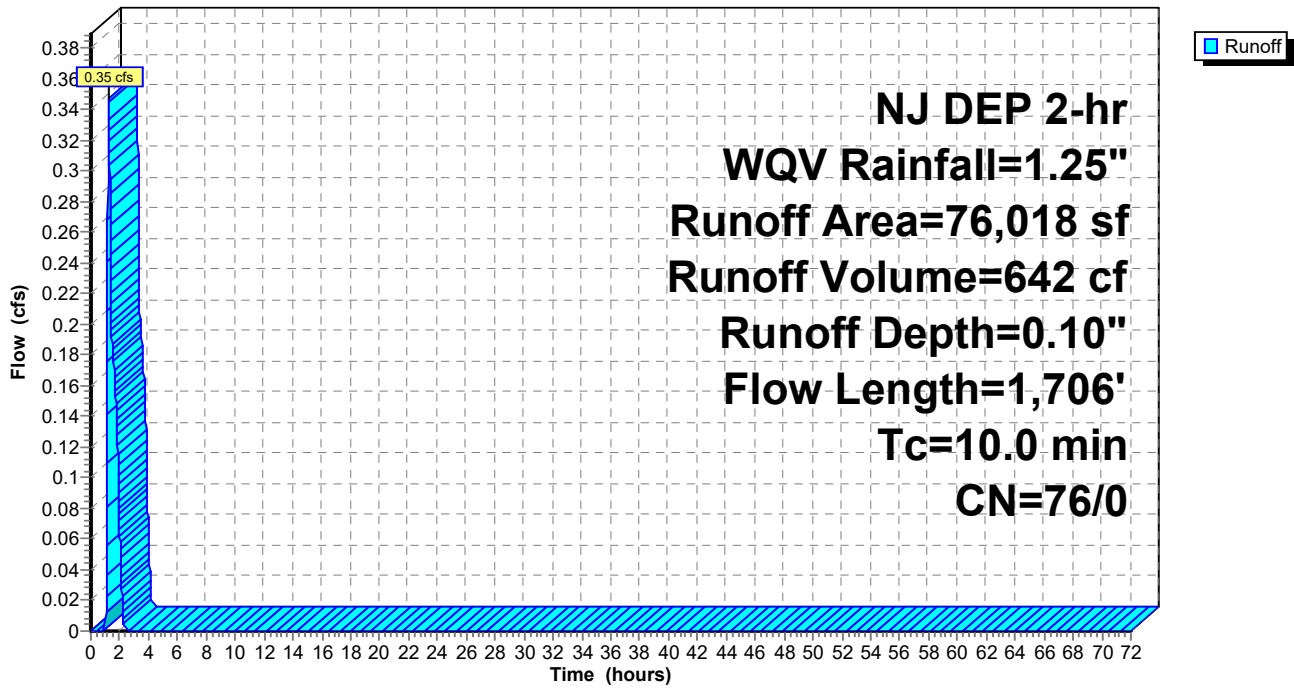 Runoff
0.35 cfs
NJ DEP 2-hr
WQV Rainfall=1.25"
Runoff Area=76,018 sf
Runoff Volume=642 cf
Runoff Depth=0.10"
Flow Length=1,706'
Tc=10.0 min
CN=76/0
Flow (cfs)
0.38
0.36
0.34
0.32
0.3
0.28
0.26
0.24
0.22
0.2
0.18
0.16
0.14
0.12
0.1
0.08
0.06
0.04
0.02
0
0 2 4 6 8 10 12 14 16 18 20 22 24 26 28 30 32 34 36 38 40 42 44 46 48 50 52 54 56 58 60 62 64 66 68 70 72
Time (hours)